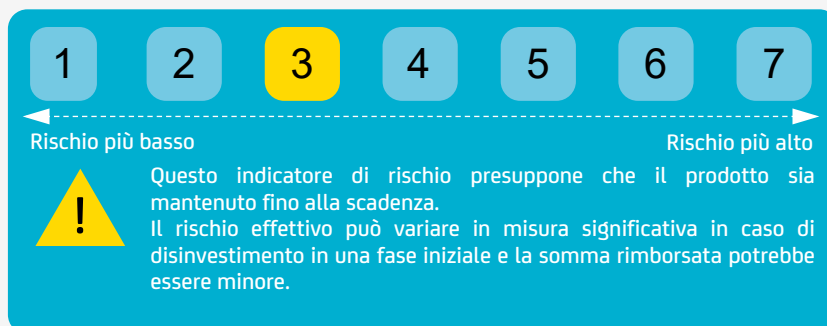 1 2 3 4 5 6 7
Rischio più basso Rischio più alto
Questo indicatore di rischio presuppone che il prodotto sia
mantenuto fino alla scadenza.
!
Il rischio effettivo può variare in misura significativa in caso di
disinvestimento in una fase iniziale e la somma rimborsata potrebbe
essere minore.